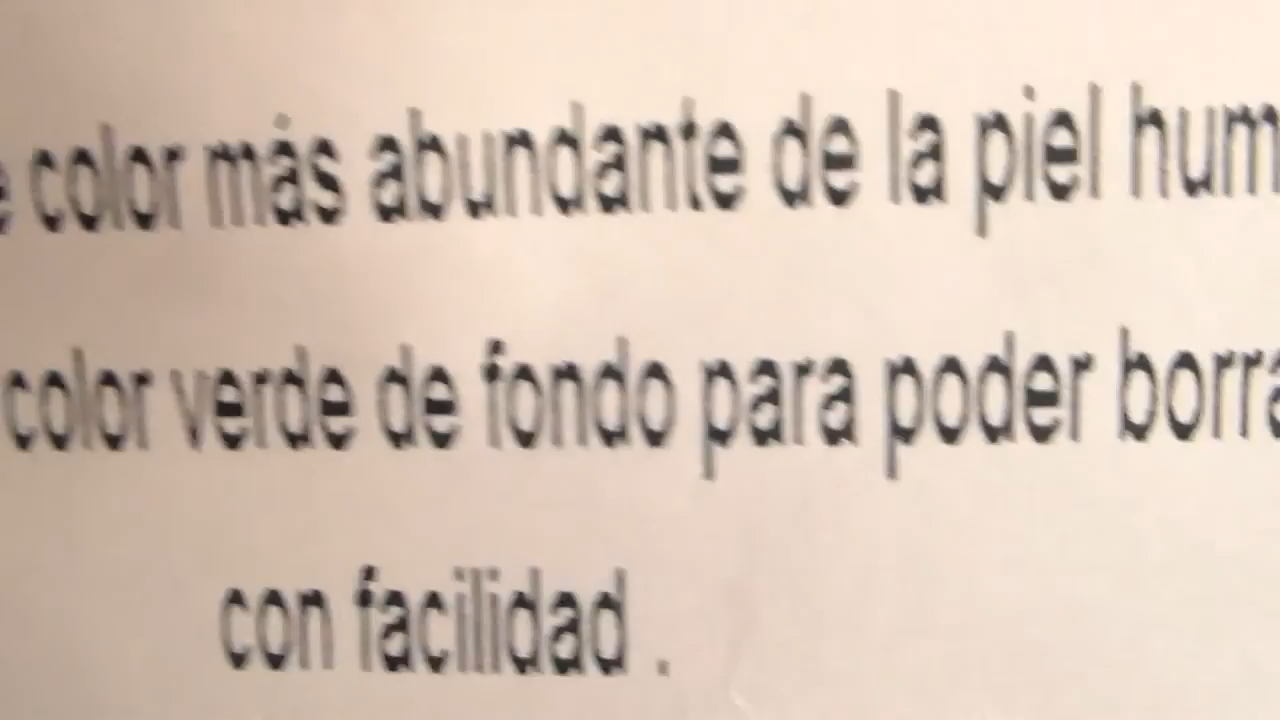 color más abundante de la piel hum
color verde de fondo para poder borra
con facilidad .